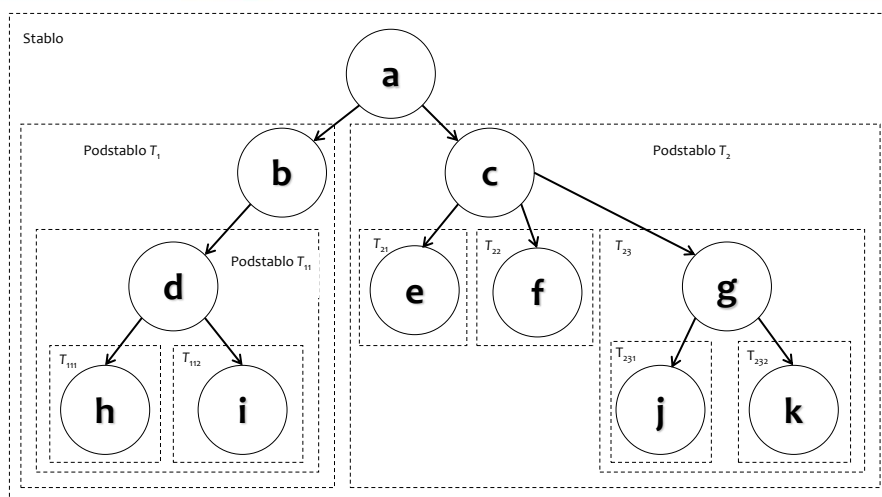 Stablo
a
Podstablo T₁
b
Podstablo T₂
c
Podstablo T₁₁
d
T₂₁
e
T₂₂
f
T₂₃
g
T₁₁₁
h
T₁₁₂
i
T₂₃₁
j
T₂₃₂
k